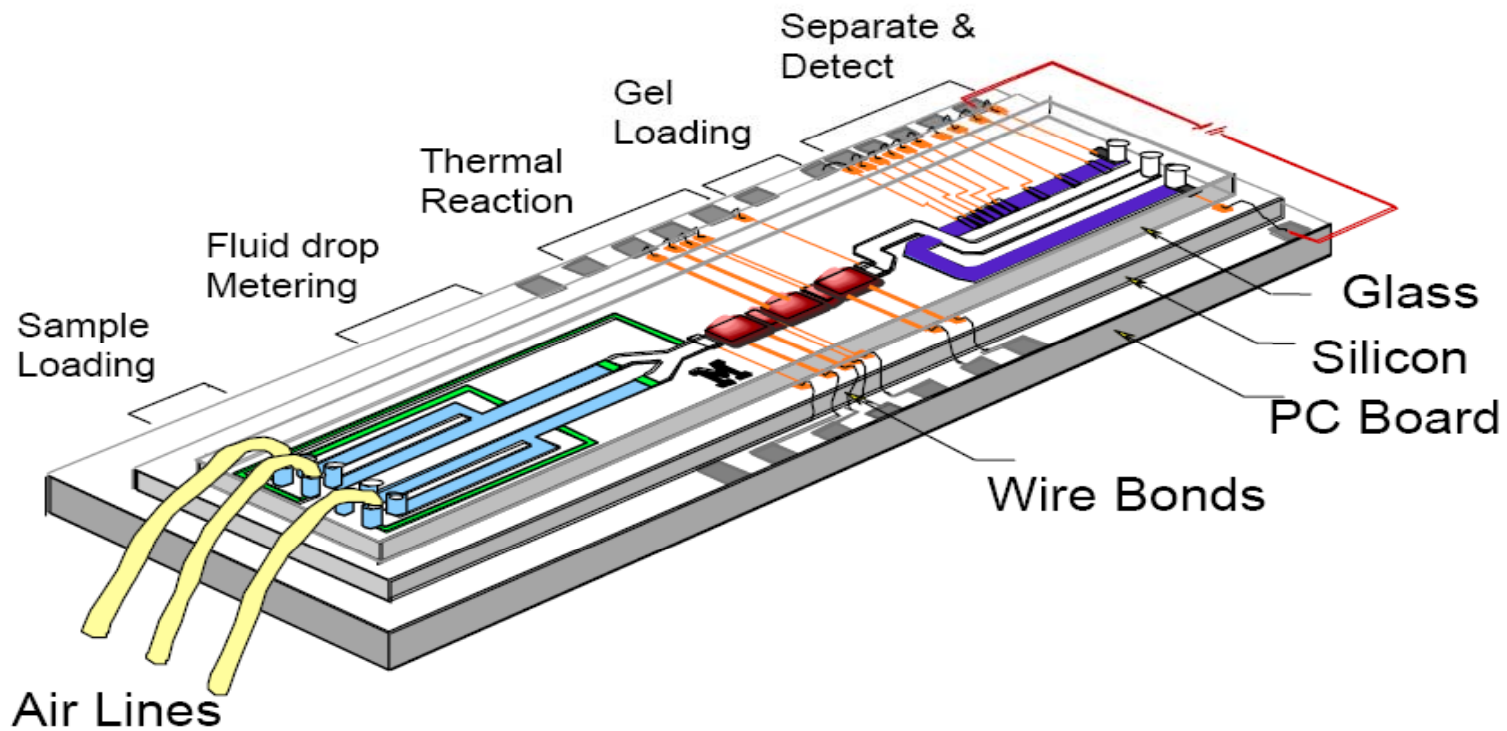 Separate &
Detect
Gel
Loading
Thermal
Reaction
Fluid drop
Metering
Sample
Loading
Glass
Silicon
PC Board
Wire Bonds
Air Lines
M